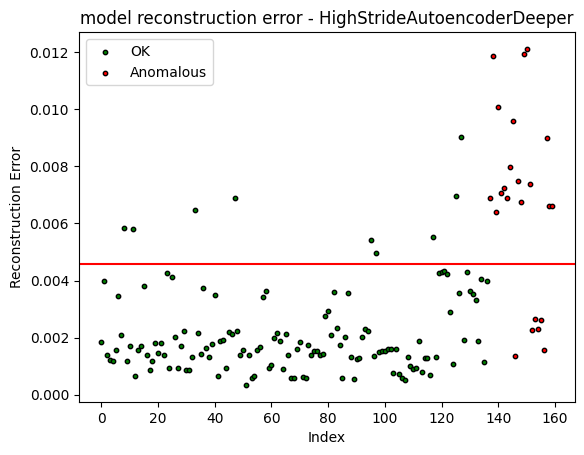 model reconstruction error - HighStrideAutoencoderDeeper
OK
Anomalous
0.012
0.010
0.008
0.006
0.004
0.002
0.000
Reconstruction Error
0 20 40 60 80 100 120 140 160
Index